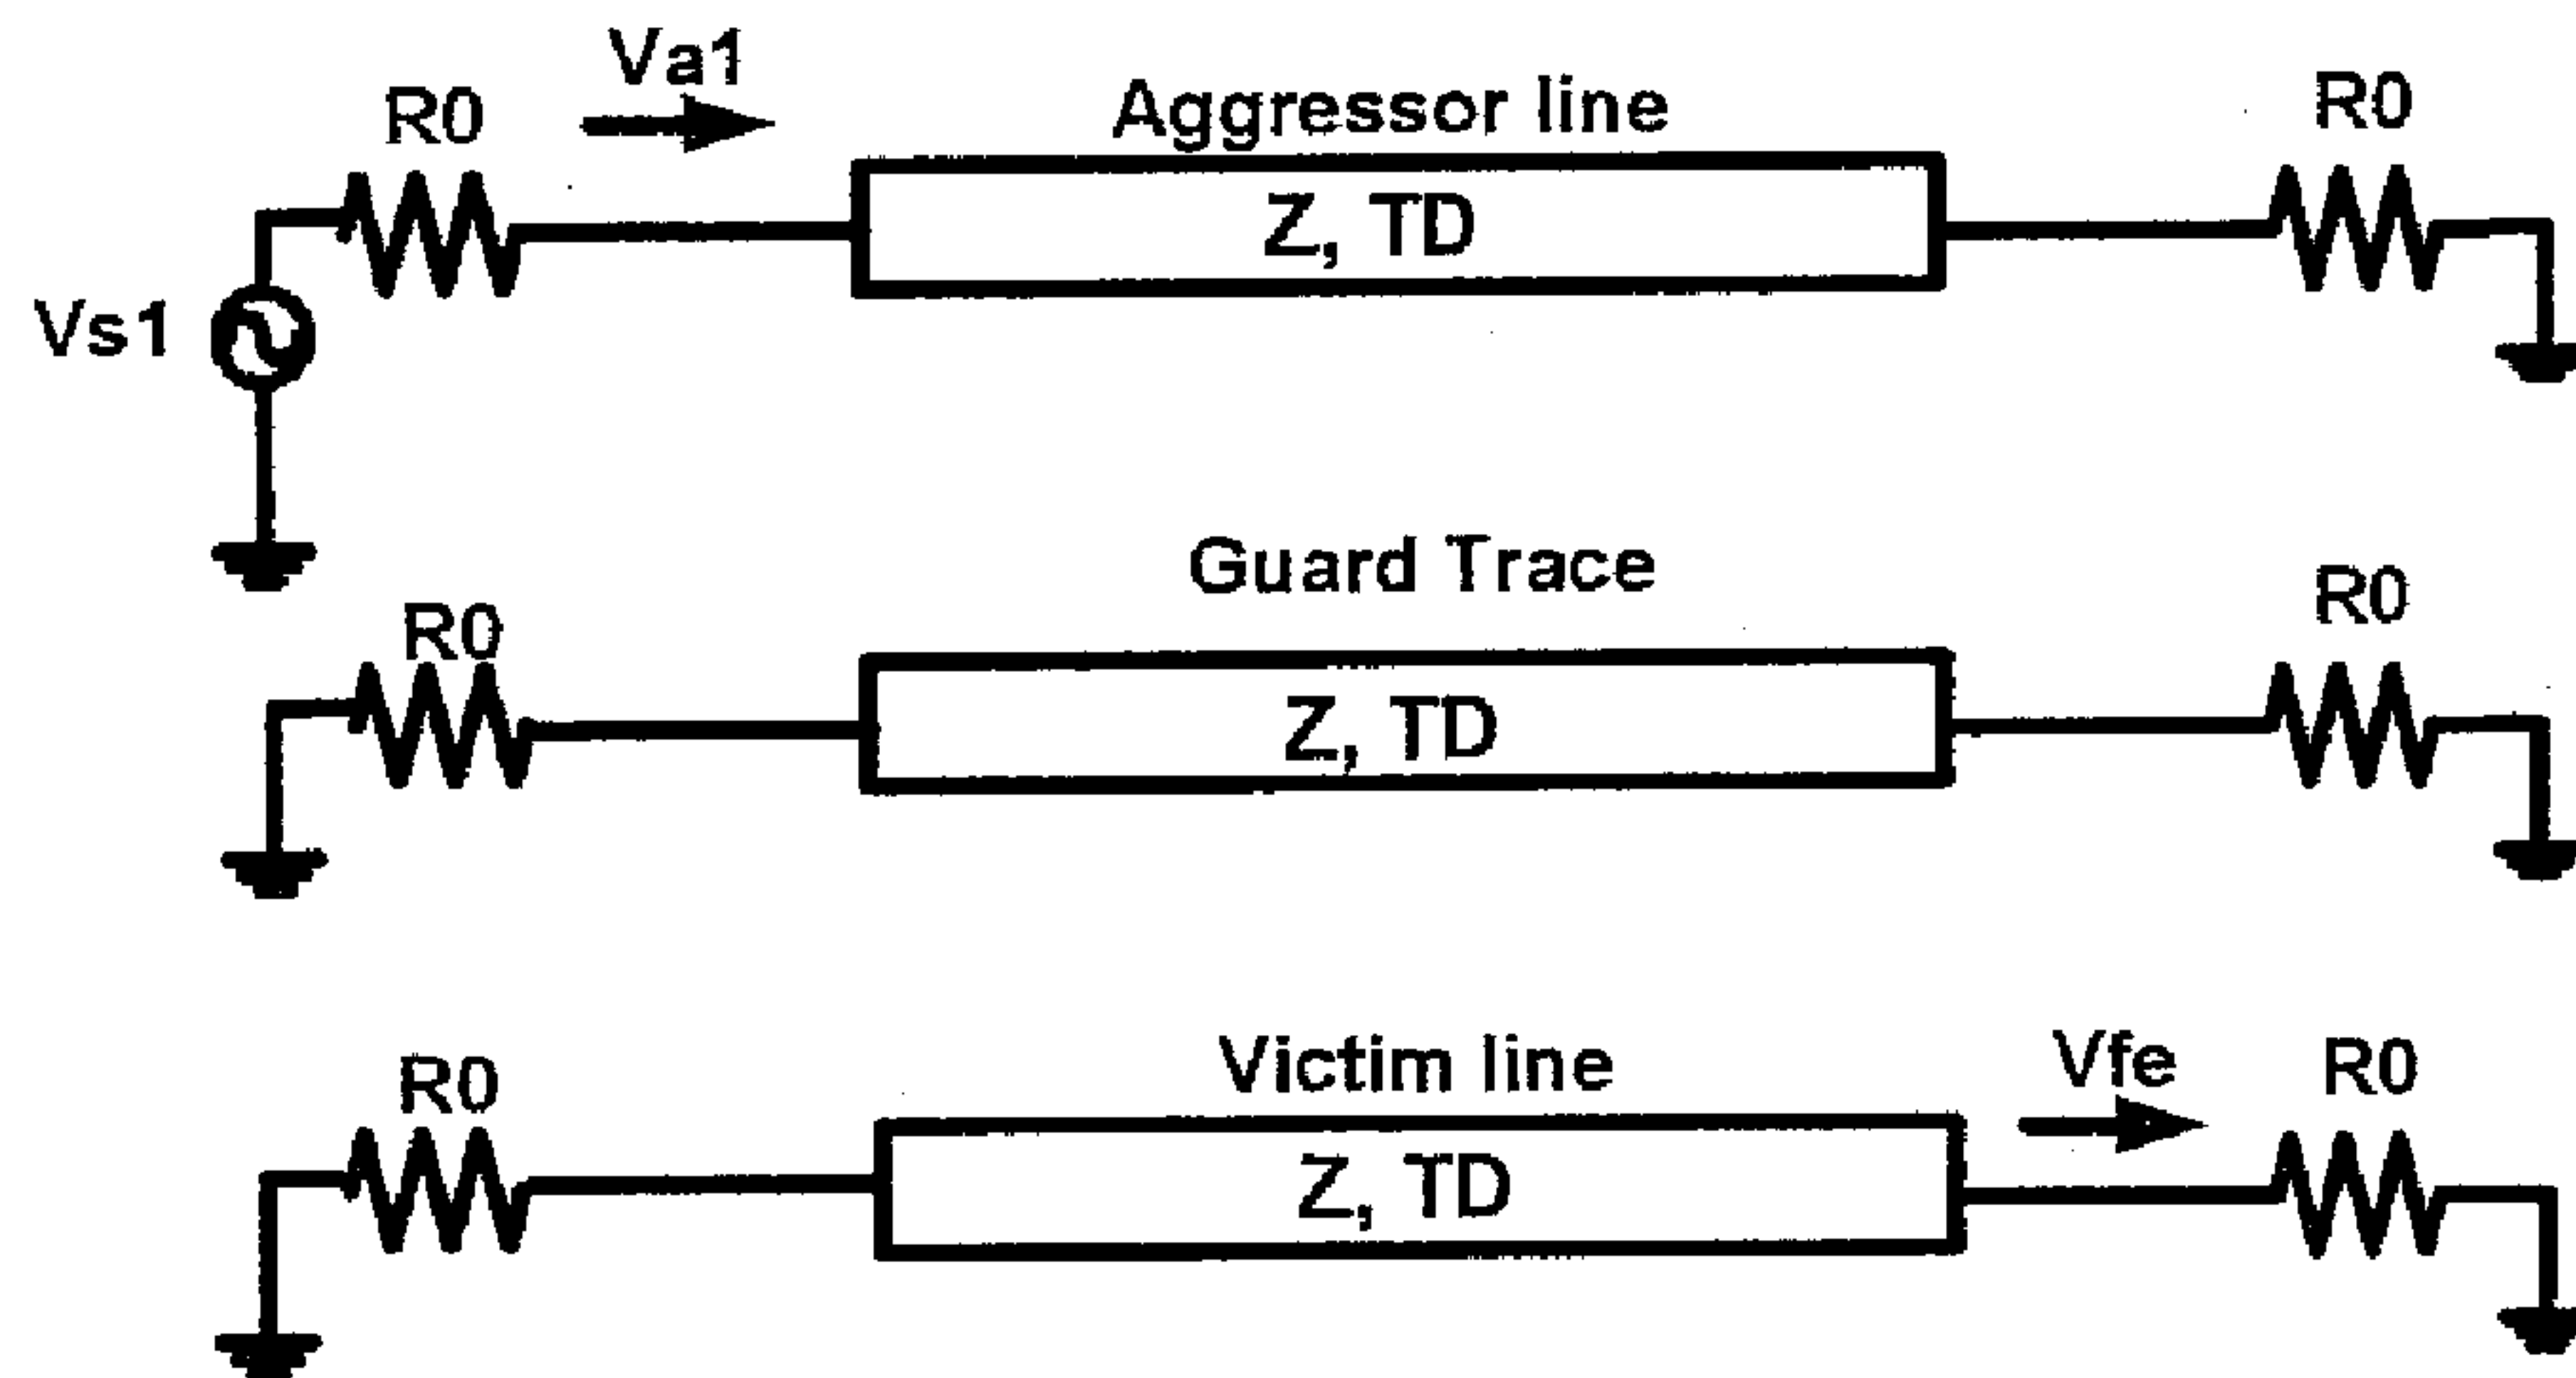 Va1
R0
Aggressor line
R0
Z, TD
Vs1
Guard Trace
R0
R0
Z, TD
Victim line
Vfe
R0
R0
Z, TD